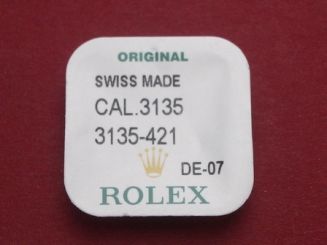 ORIGINAL
SWISS MADE
CAL.3135
3135-421
DE-07
ROLEX